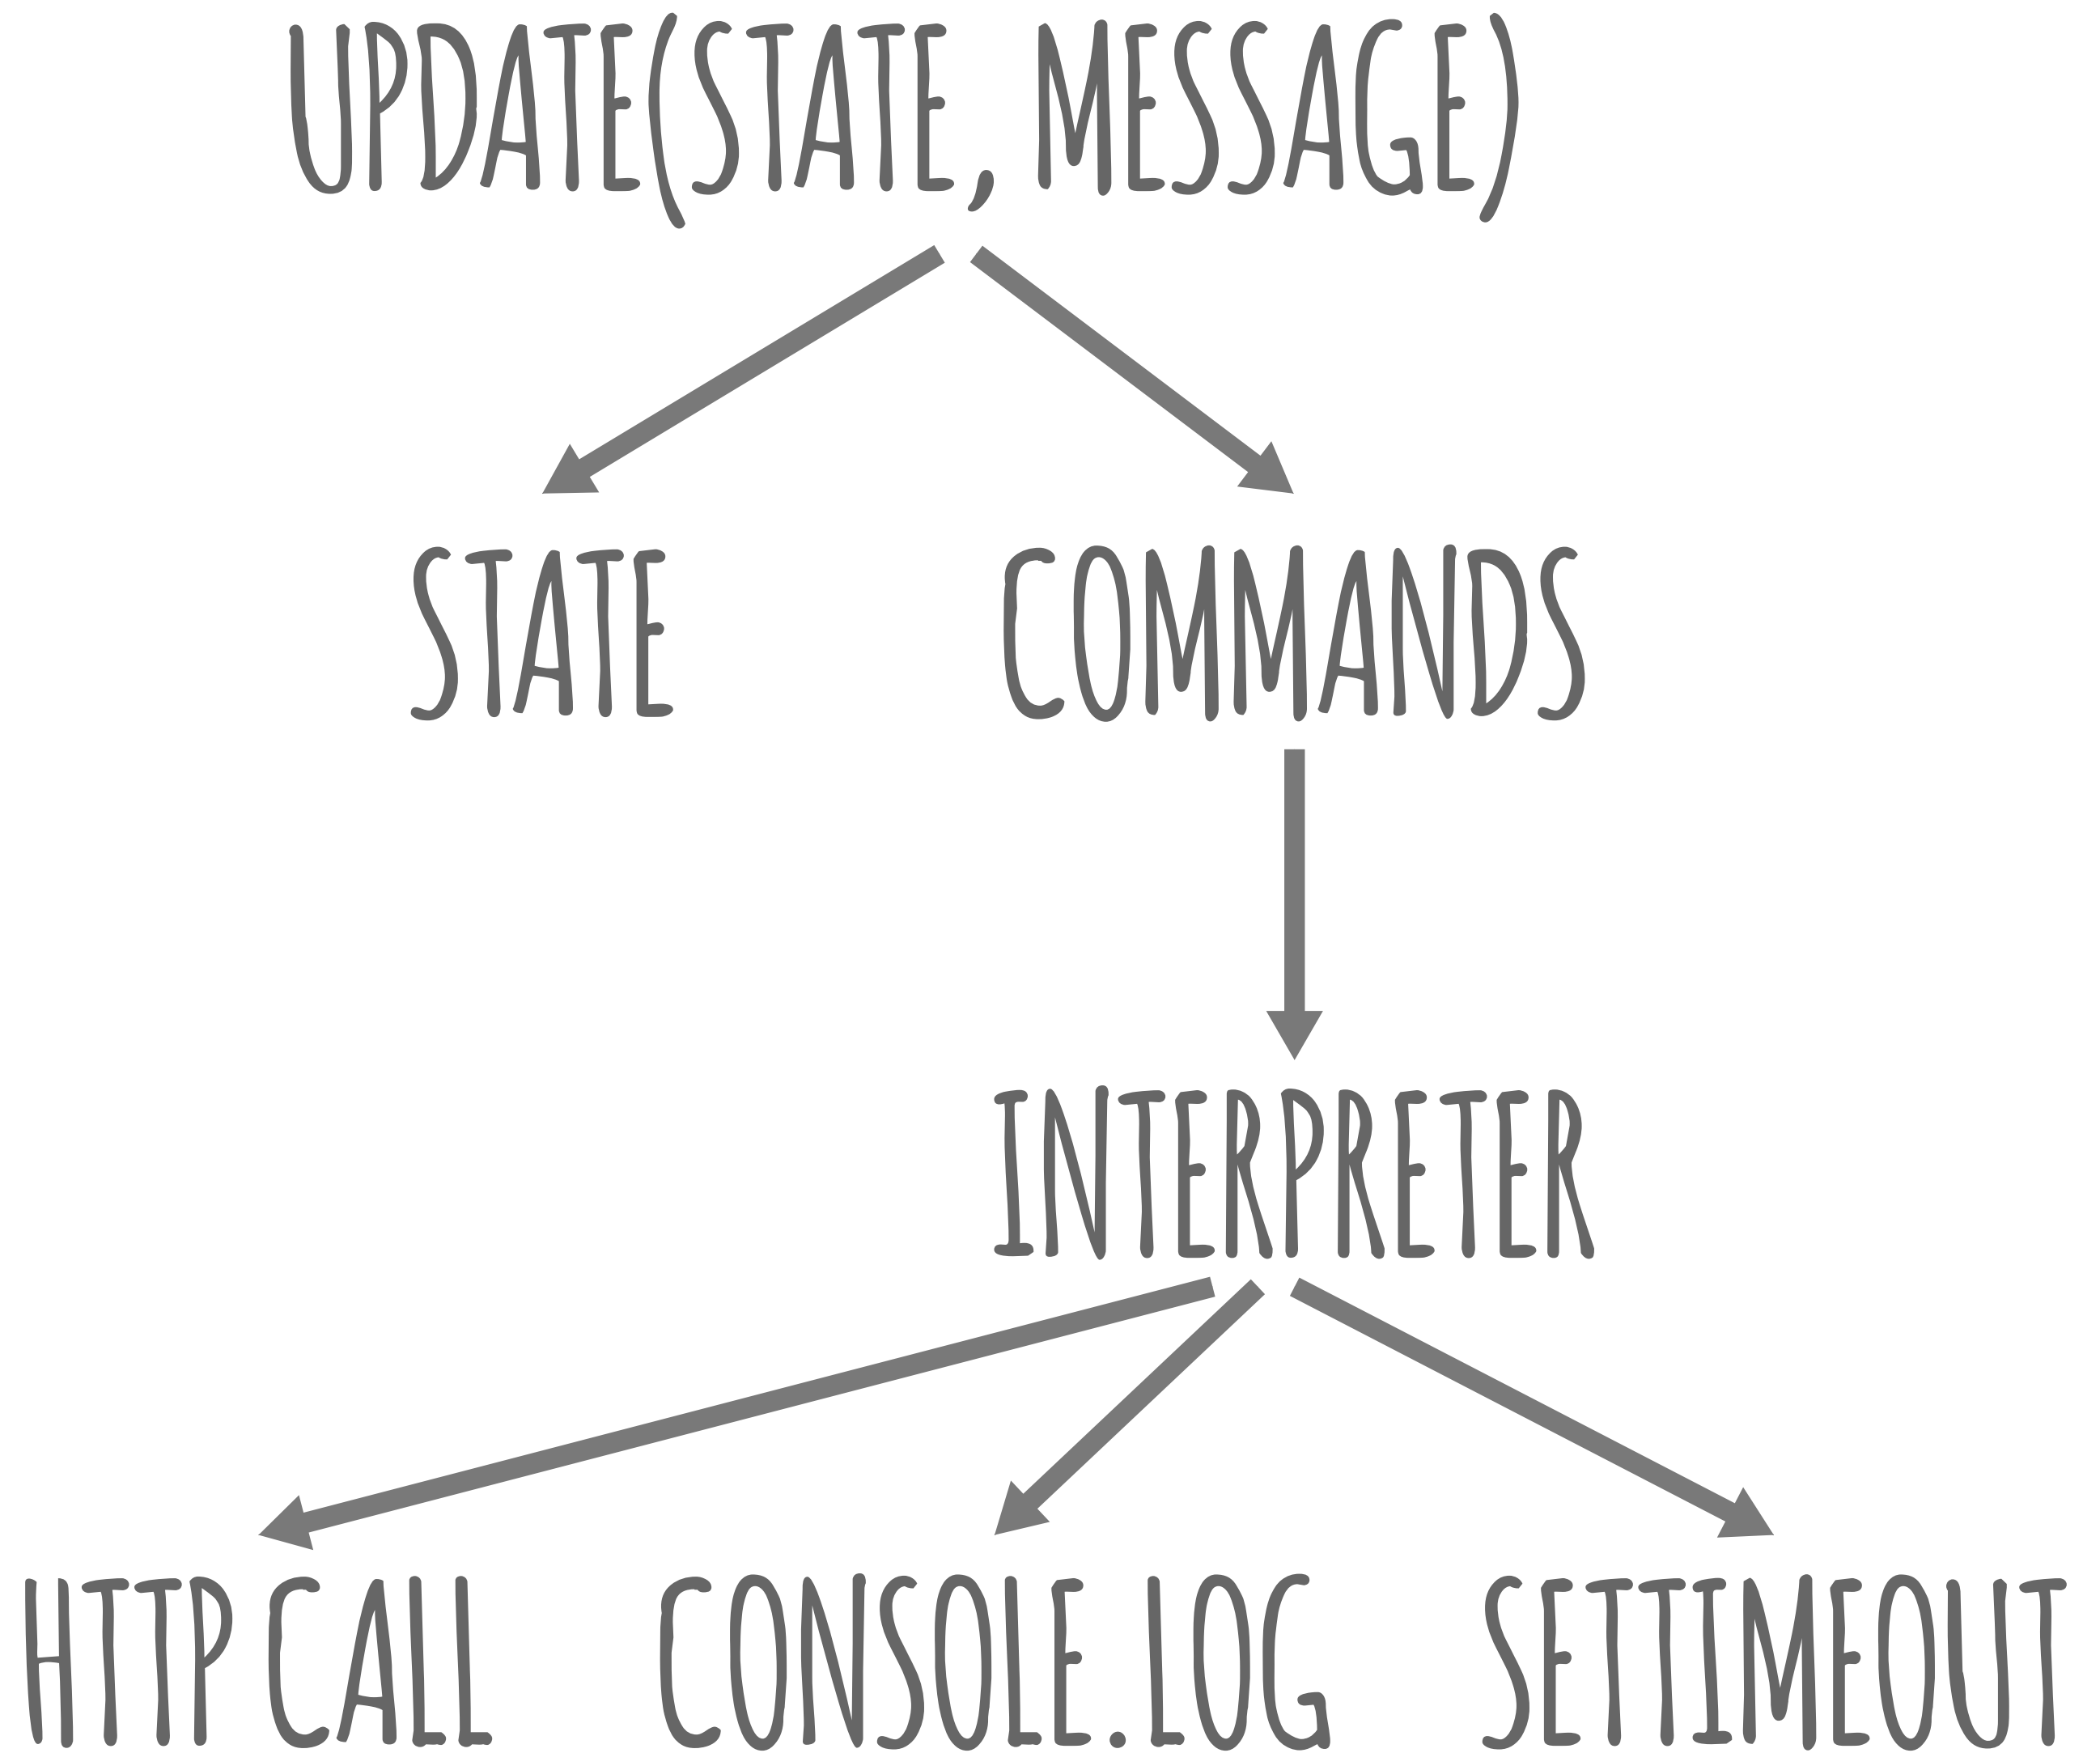 UPDATE(STATE, MESSAGE)
STATE
COMMANDS
INTERPRETER
HTTP CALL
CONSOLE.LOG
SETTIMEOUT